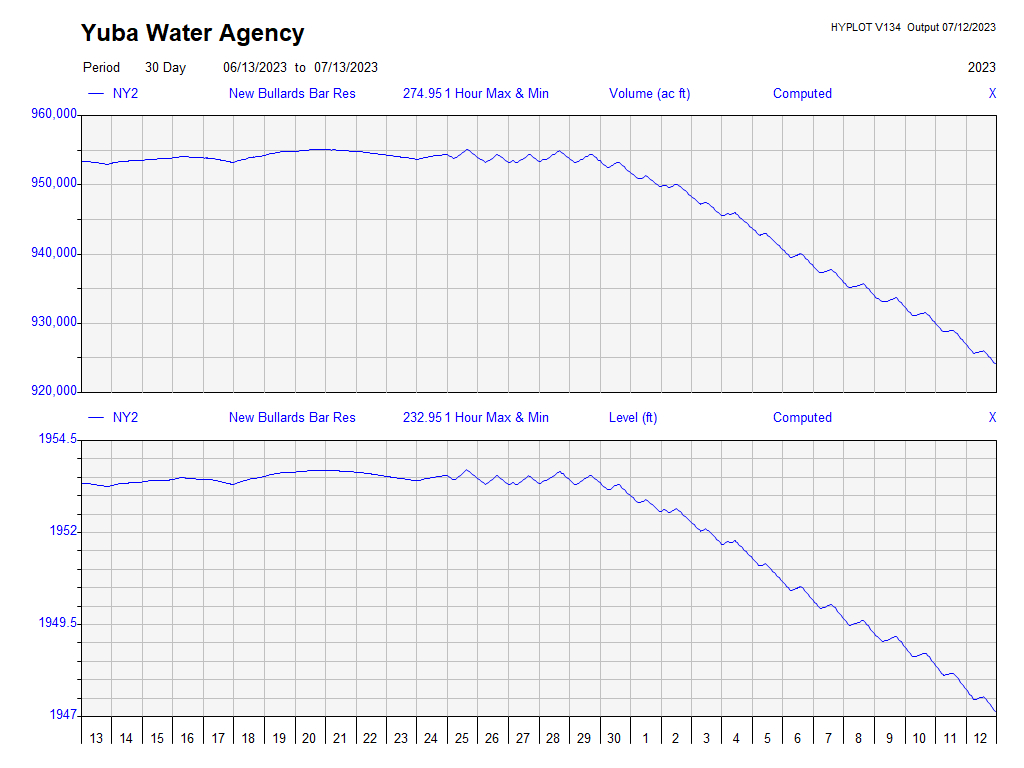 Yuba Water Agency
HYPLOT V134 Output 07/12/2023
Period 30 Day 06/13/2023 to 07/13/2023 2023
NY2 New Bullards Bar Res 274.95 1 Hour Max & Min Volume (ac ft) Computed X
960,000
950,000
940,000
930,000
920,000
NY2 New Bullards Bar Res 232.95 1 Hour Max & Min Level (ft) Computed X
1954.5
1952
1949.5
1947
13 14 15 16 17 18 19 20 21 22 23 24 25 26 27 28 29 30 1 2 3 4 5 6 7 8 9 10 11 12